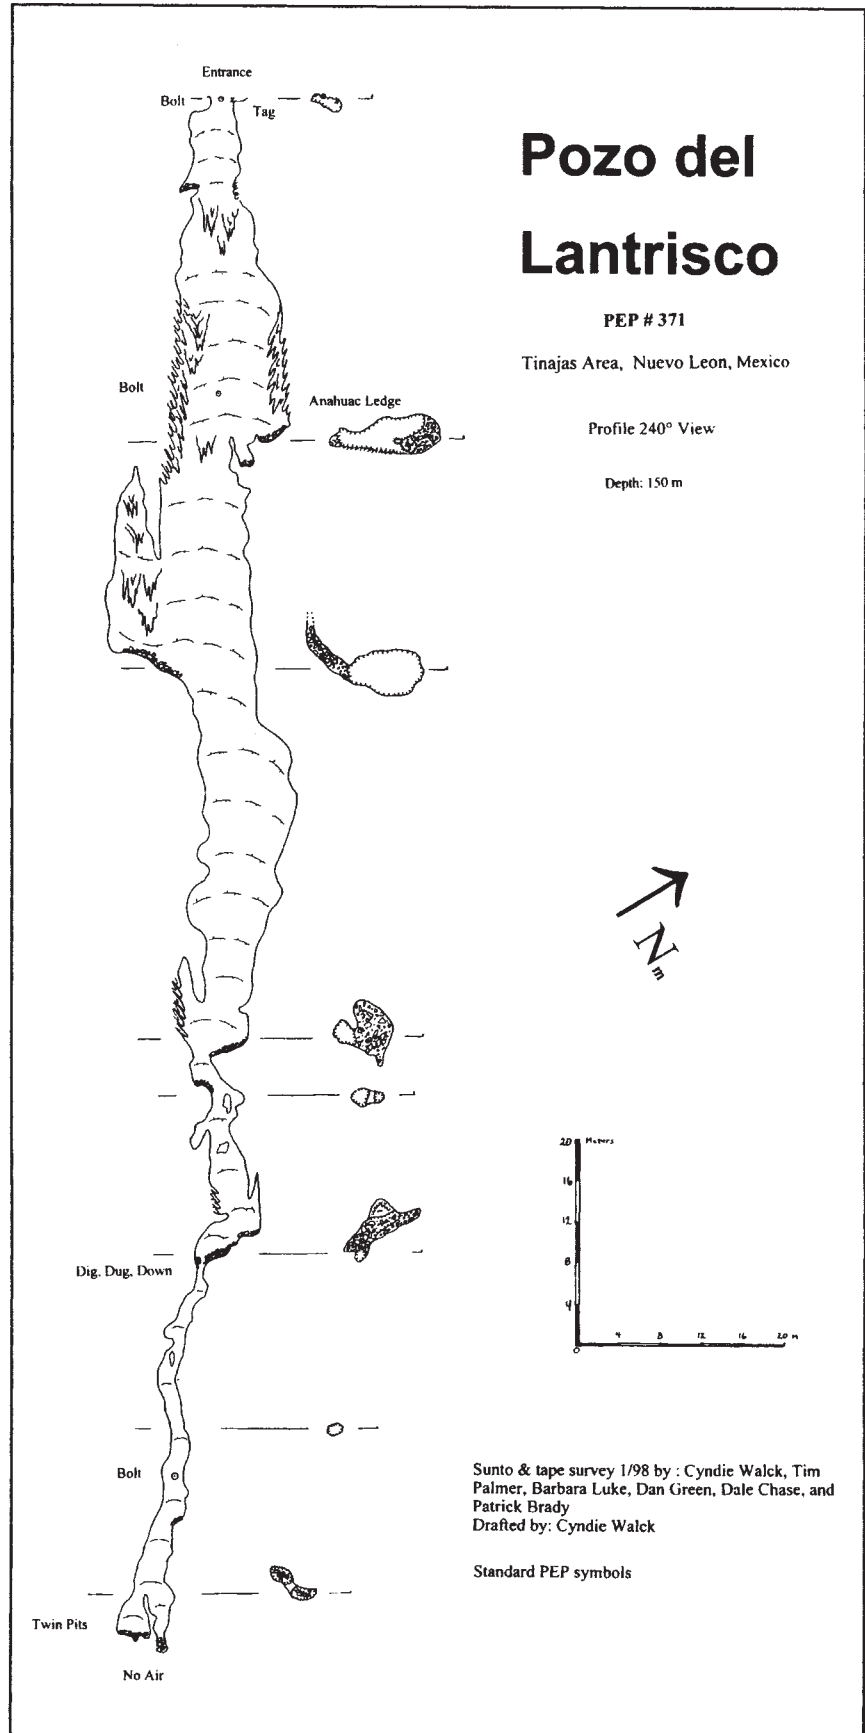 Entrance
Bolt
Tag
Pozo del
Lantrisco
PEP # 371
Tinajas Area, Nuevo Leon, Mexico
Profile 240° View
Depth: 150 m
Bolt
Anahuac Ledge
N
m
20 Meters
16
12
8
4
0
4 8 12 16 20 m
Dig, Dug, Down
Bolt
Sunto & tape survey 1/98 by : Cyndie Walck, Tim
Palmer, Barbara Luke, Dan Green, Dale Chase, and
Patrick Brady
Drafted by: Cyndie Walck
Standard PEP symbols
Twin Pits
No Air